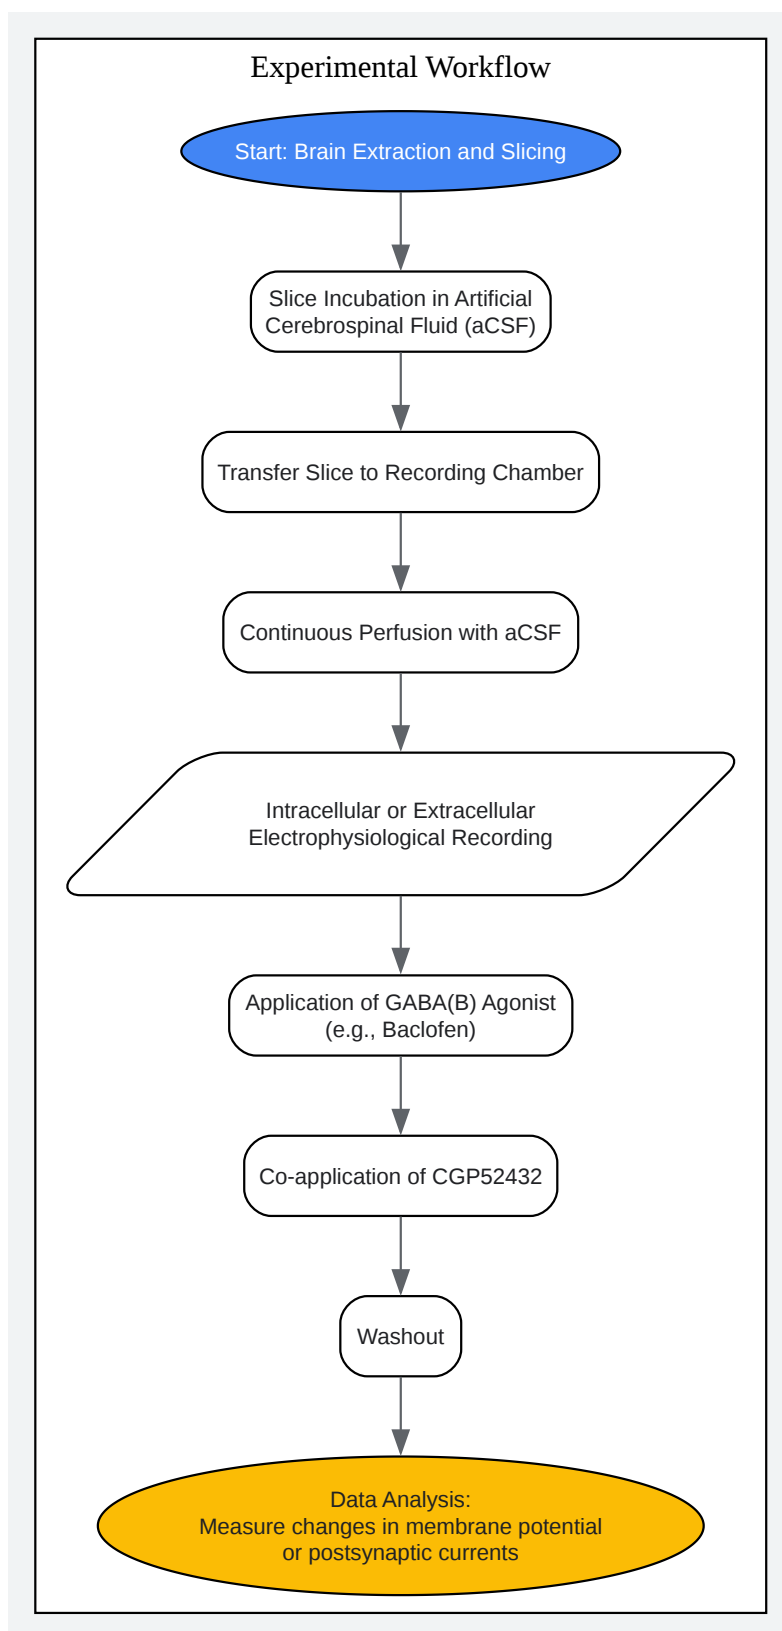 Experimental Workflow
Start: Brain Extraction and Slicing
Slice Incubation in Artificial
Cerebrospinal Fluid (aCSF)
Transfer Slice to Recording Chamber
Continuous Perfusion with aCSF
Intracellular or Extracellular
Electrophysiological Recording
Application of GABA(B) Agonist
(e.g., Baclofen)
Co-application of CGP52432
Washout
Data Analysis:
Measure changes in membrane potential
or postsynaptic currents